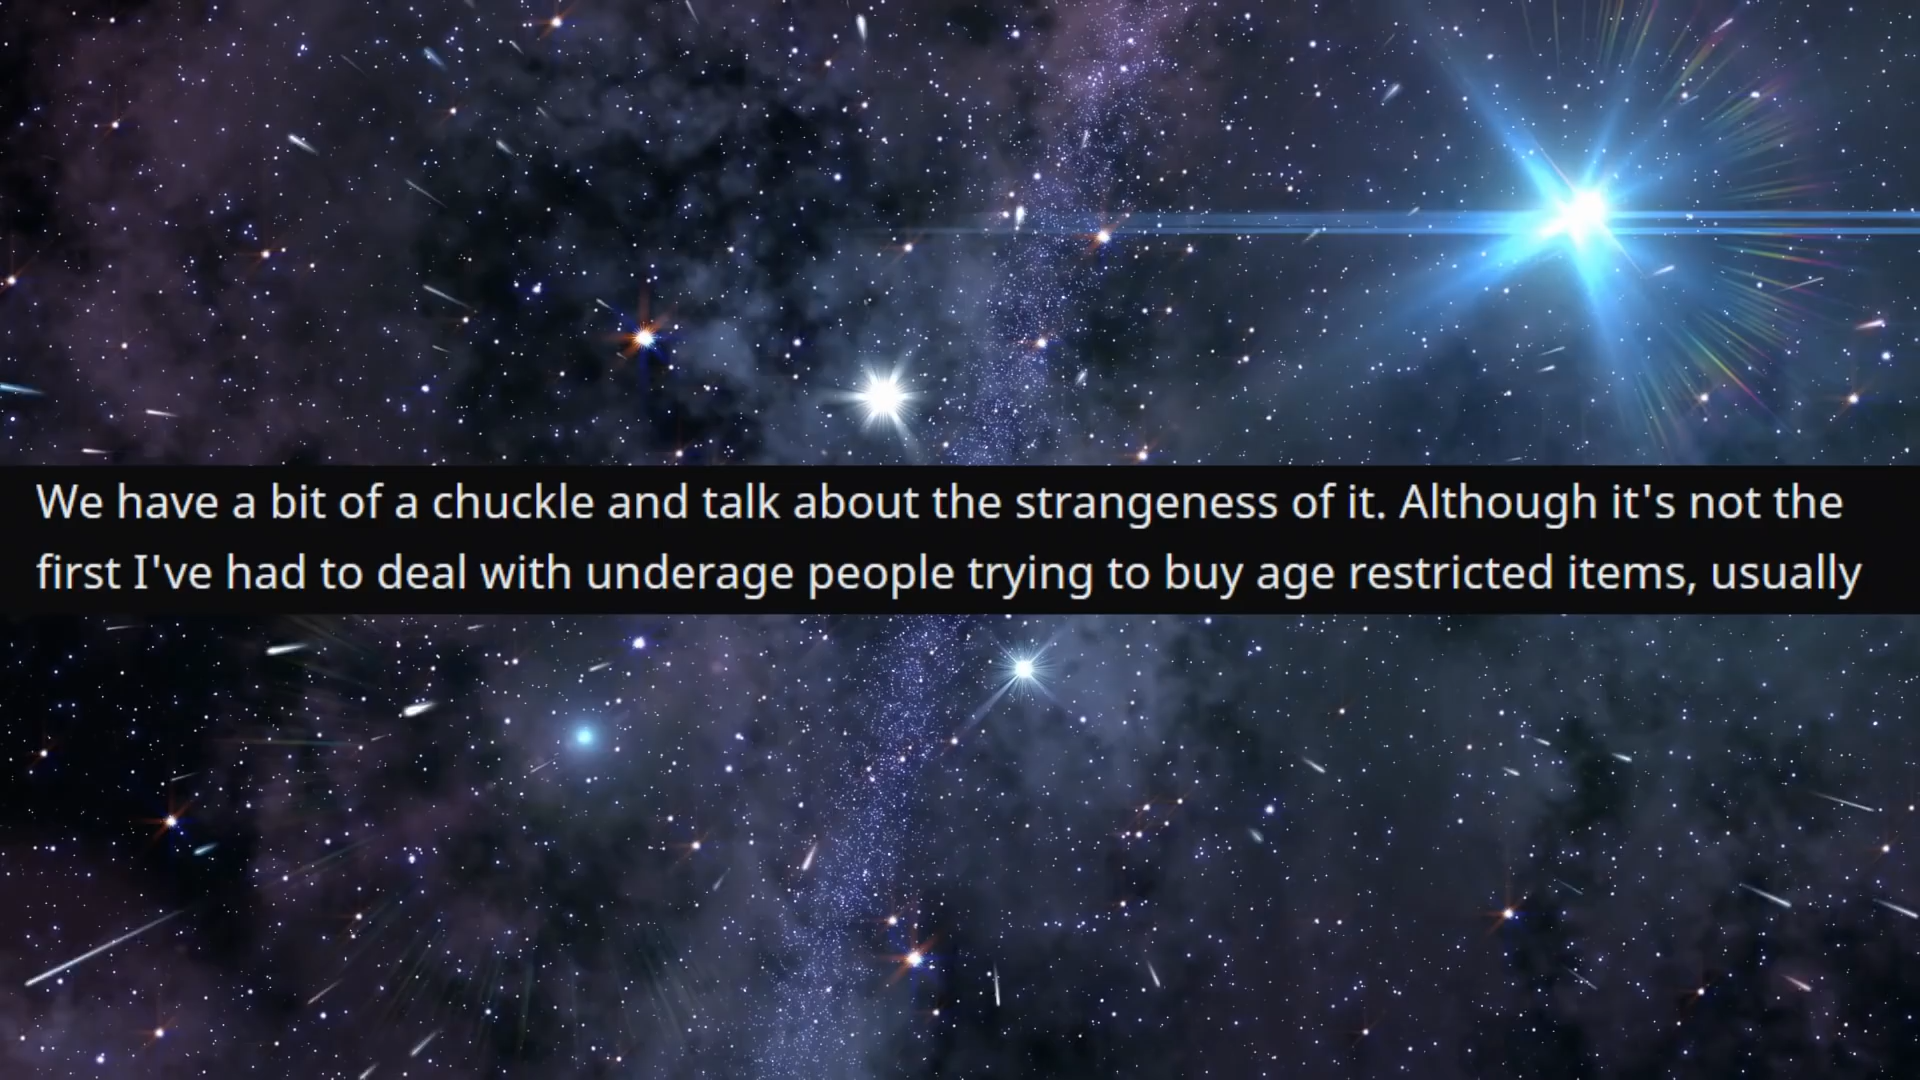 We have a bit of a chuckle and talk about the strangeness of it. Although it's not the
first I've had to deal with underage people trying to buy age restricted items, usually